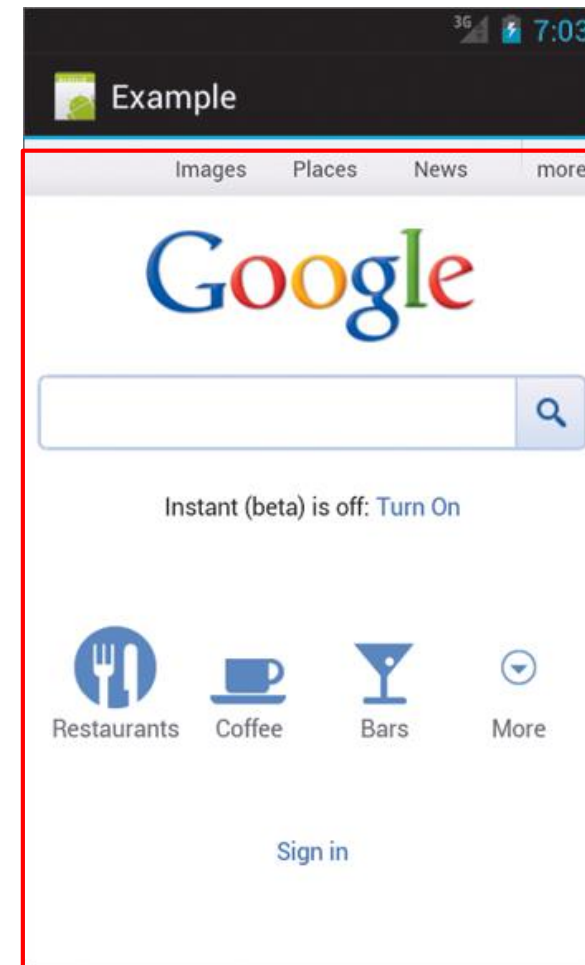 3G 7:03
Example
Images Places News more
Google
Instant (beta) is off: Turn On
Restaurants Coffee Bars More
Sign in